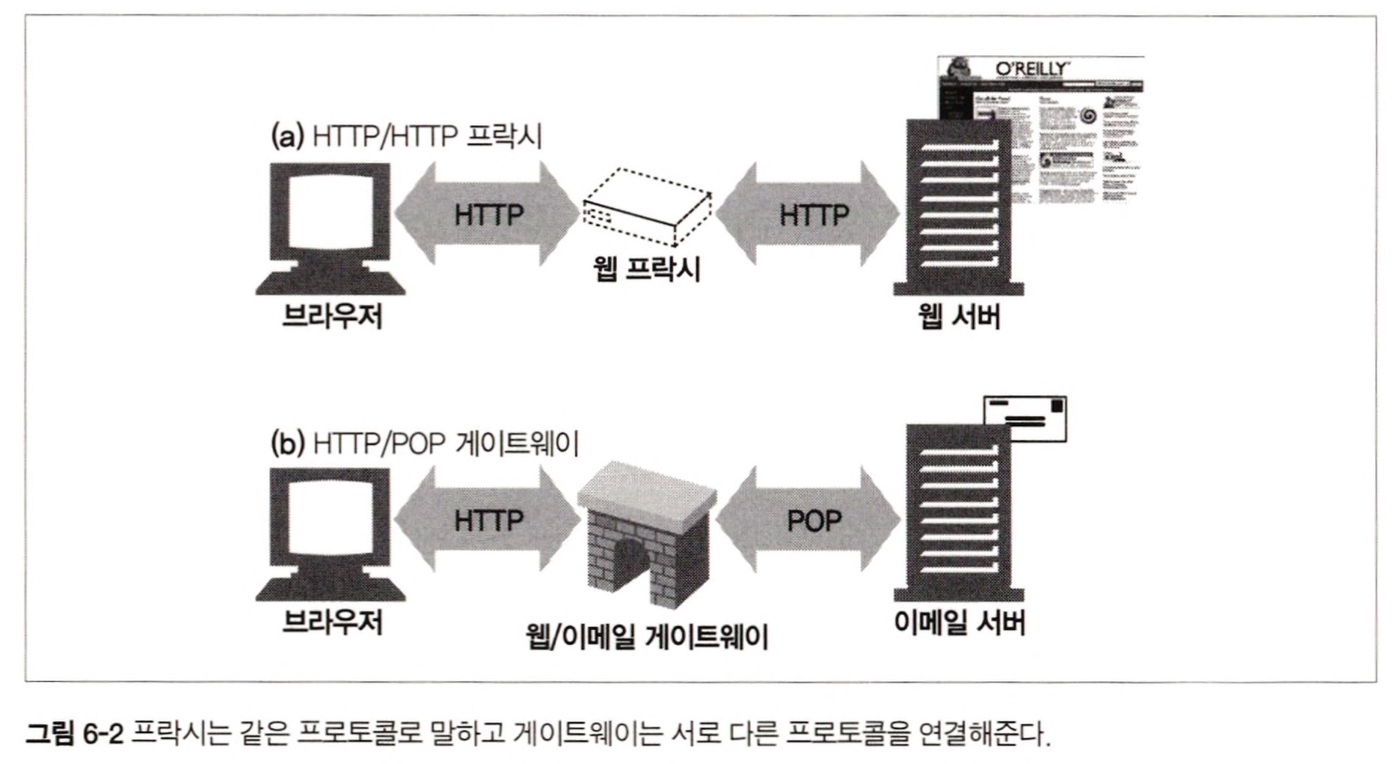 O'REILLY
(a) HTTP/HTTP 프락시
HTTP
HTTP
웹 프락시
브라우저
웹 서버
(b) HTTP/POP 게이트웨이
HTTP
POP
브라우저
웹/이메일 게이트웨이
이메일 서버
그림 6-2 프락시는 같은 프로토콜로 말하고 게이트웨이는 서로 다른 프로토콜을 연결해준다.